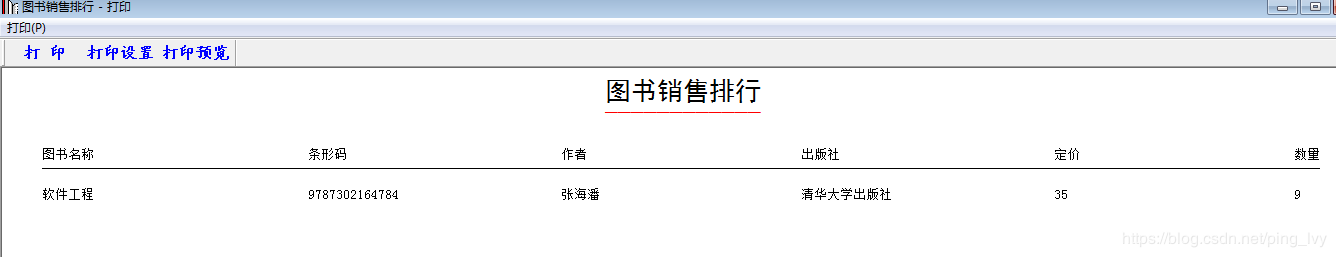 图书销售排行 - 打印
打印(P)
打 印 打印设置 打印预览
图书销售排行
图书名称 条形码 作者 出版社 定价 数量
软件工程 9787302164784 张海潘 清华大学出版社 35 9
https://blog.csdn.net/ping_lvy